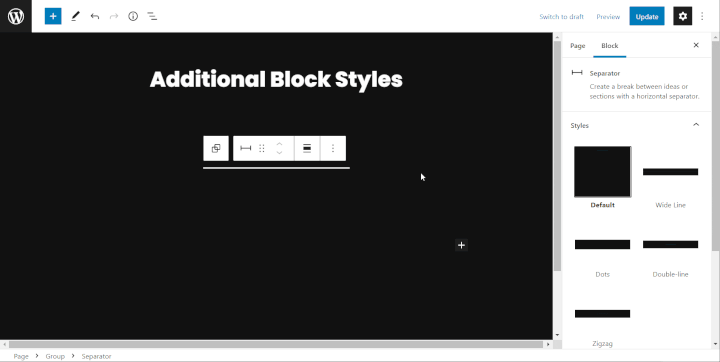 Switch to draft
Preview
Update
Additional Block Styles
Page
Block
Separator
Create a break between ideas or
sections with a horizontal separator.
Styles
Default
Wide Line
Dots
Double-line
Zigzag
Page > Group > Separator